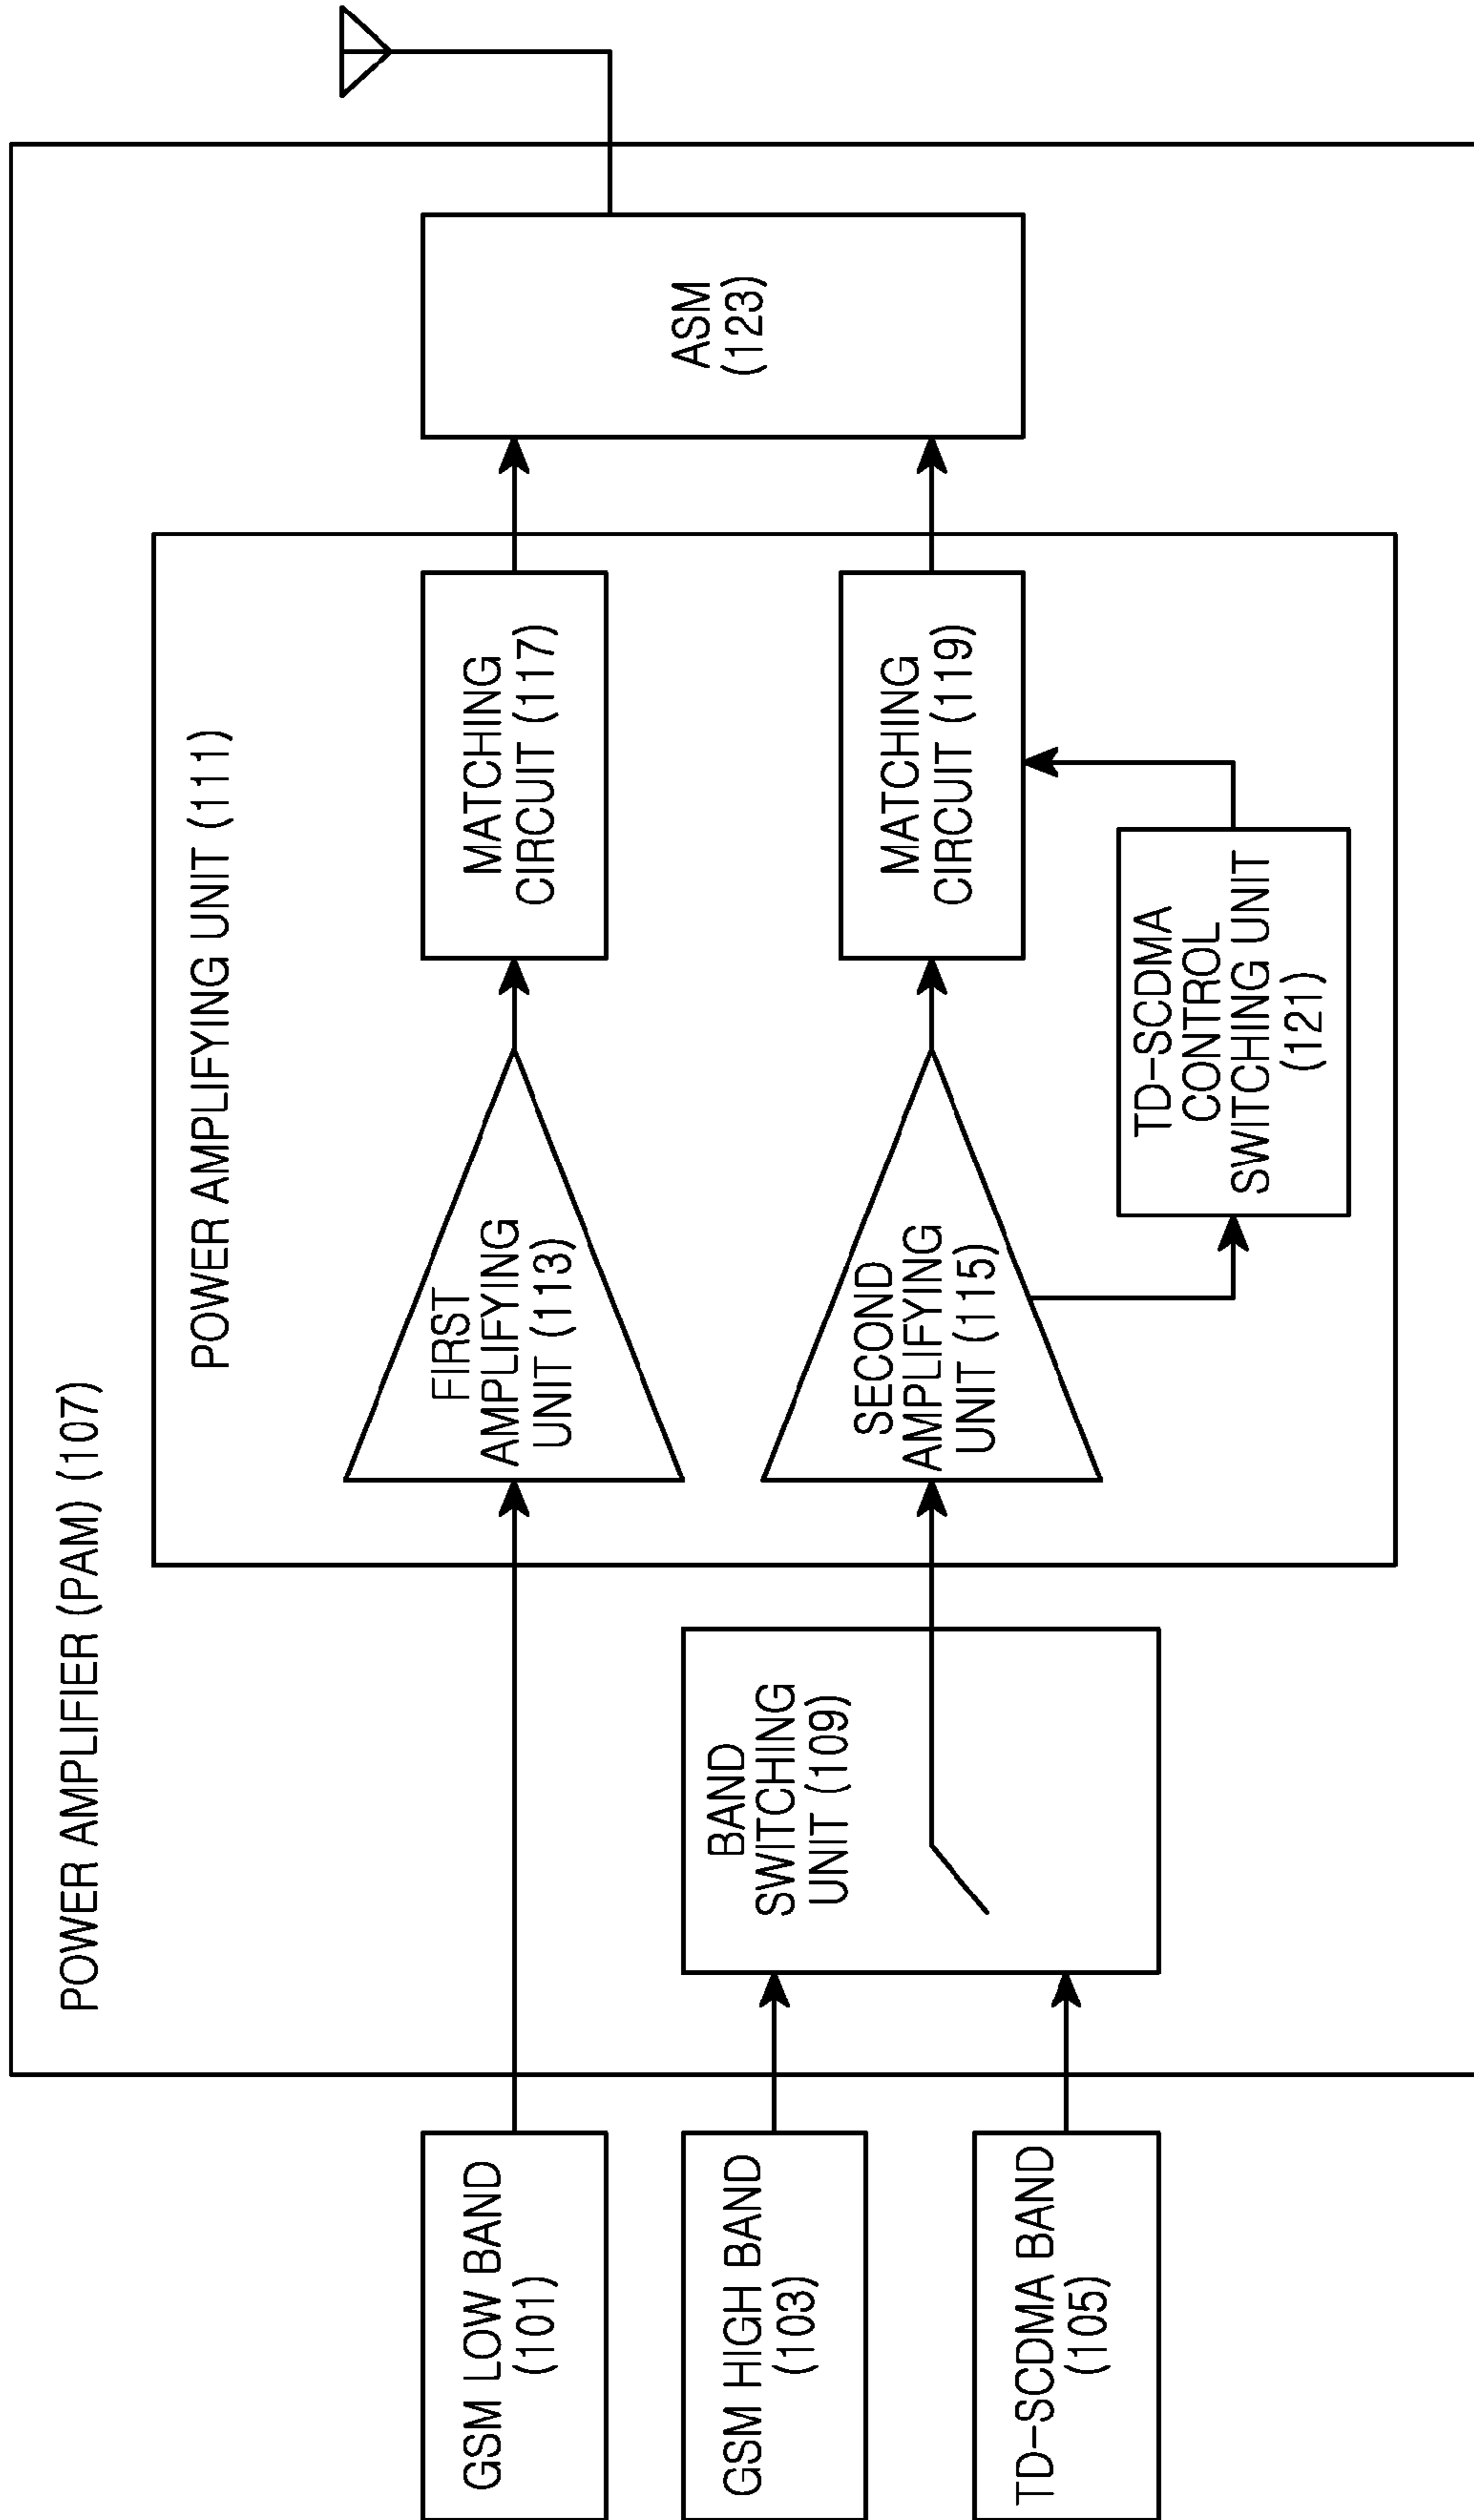 POWER AMPLIFIER (PAM) (107)
POWER AMPLIFYING UNIT (111)
GSM LOW BAND
(101)
FIRST
AMPLIFYING
UNIT (113)
MATCHING
CIRCUIT (117)
ASM
(123)
GSM HIGH BAND
(103)
BAND
SWITCHING
UNIT (109)
SECOND
AMPLIFYING
UNIT (115)
MATCHING
CIRCUIT (119)
TD-SCDMA BAND
(105)
TD-SCDMA
CONTROL
SWITCHING UNIT
(121)